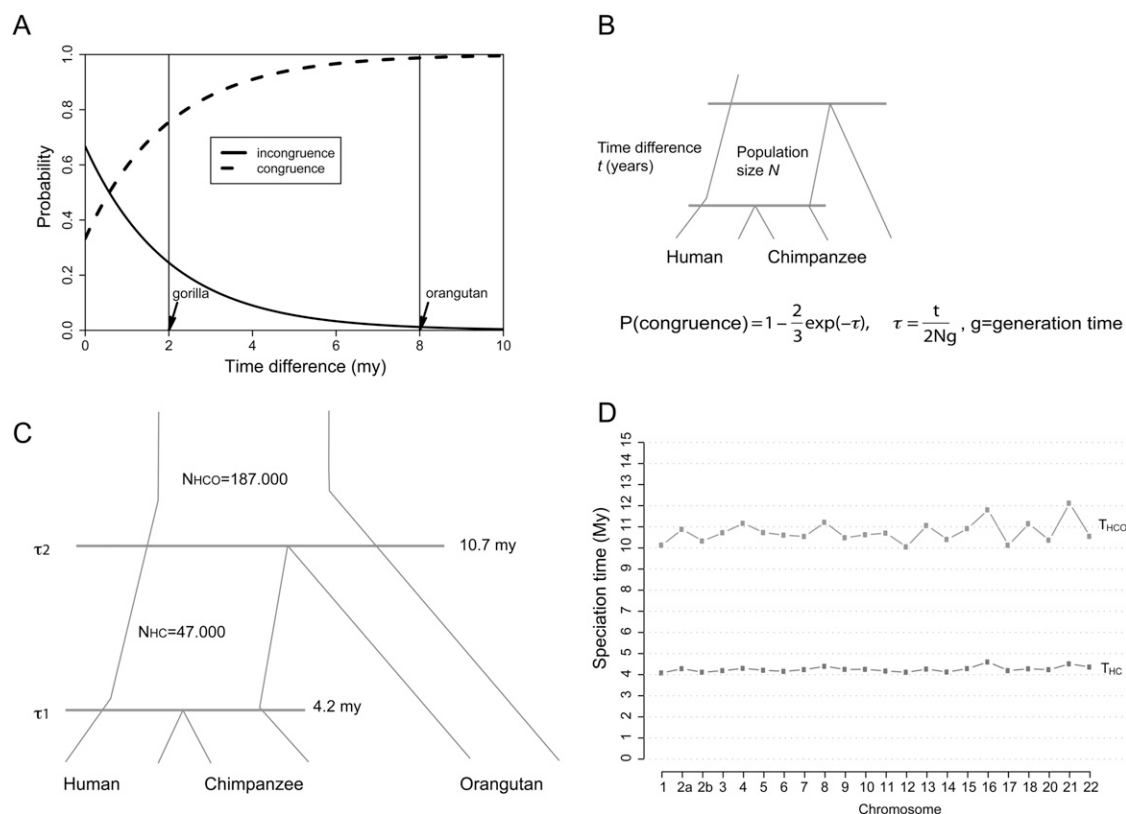 A
Probability
1.0
0.8
0.6
0.4
0.2
0.0
incongruence
congruence
gorilla
orangutan
0 2 4 6 8 10
Time difference (my)
B
Time difference
t (years)
Population
size N
Human Chimpanzee
P(congruence)=1−2/3exp(−τ), τ=t/2Ng, g=generation time
C
NHCO=187.000
τ2 10.7 my
NHC=47.000
τ1 4.2 my
Human Chimpanzee Orangutan
D
Speciation time (My)
15
14
13
12
11
10
9
8
7
6
5
4
3
2
1
0
THCO
THC
1 2a 2b 3 4 5 6 7 8 9 10 11 12 13 14 15 16 17 18 20 21 22
Chromosome